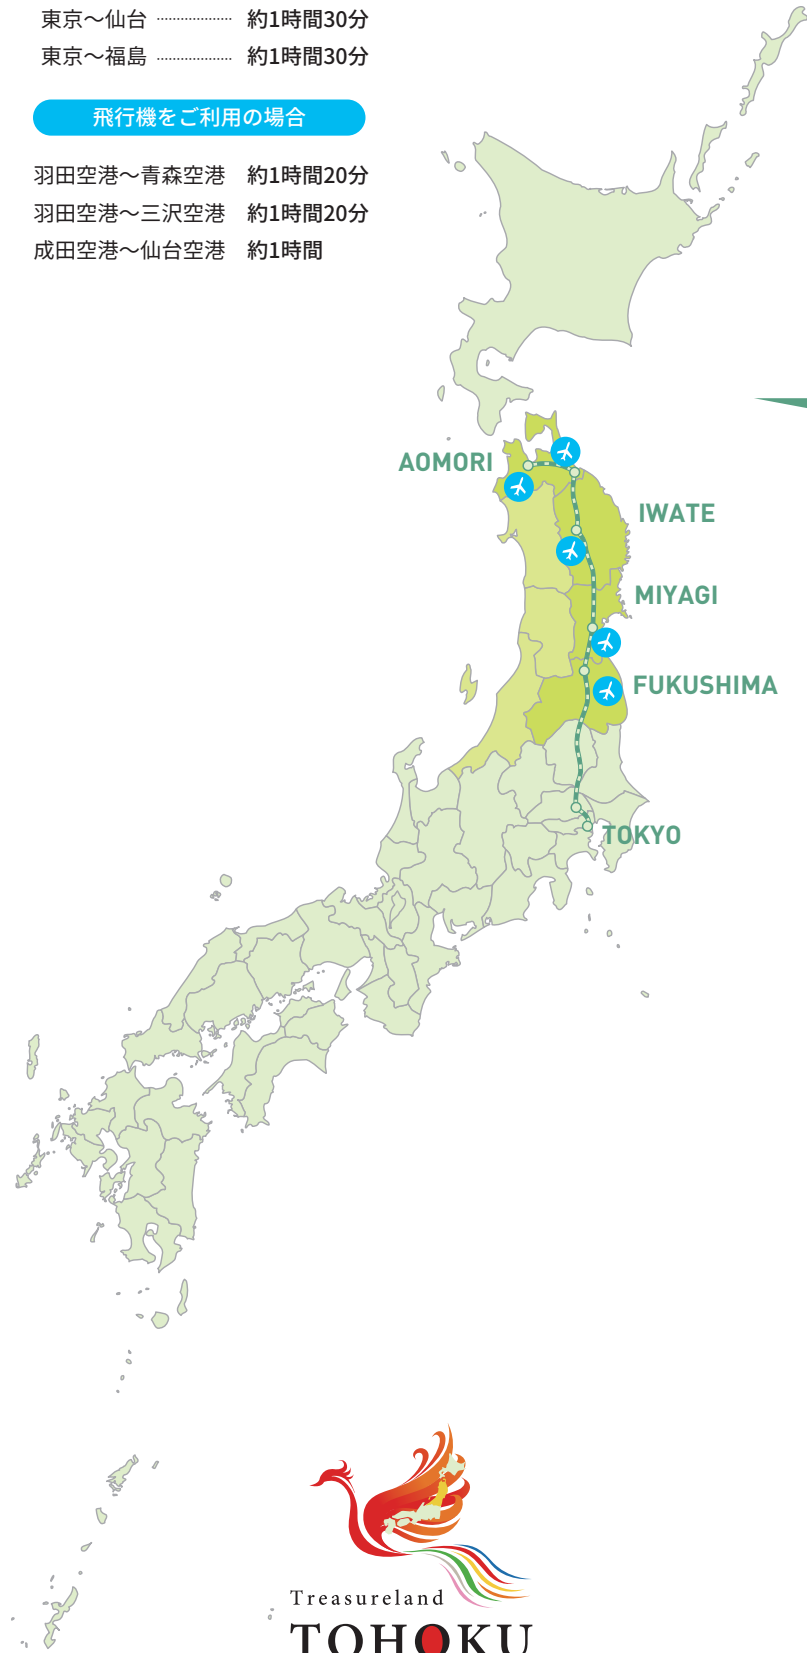 東京〜仙台 ・・・・・・・・・・・・・・・・・・ 約1時間30分
東京〜福島 ・・・・・・・・・・・・・・・・・・ 約1時間30分
飛行機をご利用の場合
羽田空港〜青森空港 約1時間20分
羽田空港〜三沢空港 約1時間20分
成田空港〜仙台空港 約1時間
AOMORI
IWATE
MIYAGI
FUKUSHIMA
TOKYO
Treasureland
TOHOKU